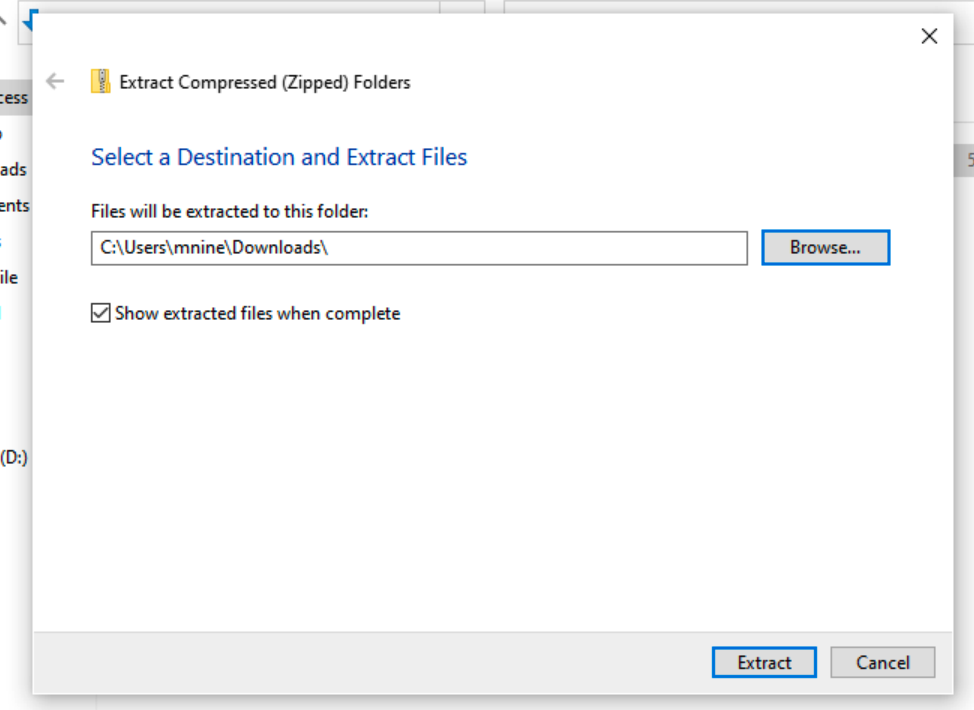 Extract Compressed (Zipped) Folders
cess
Select a Destination and Extract Files
ads
ents
Files will be extracted to this folder:
C:\Users\mnine\Downloads\
Browse...
ile
Show extracted files when complete
(D:)
Extract
Cancel